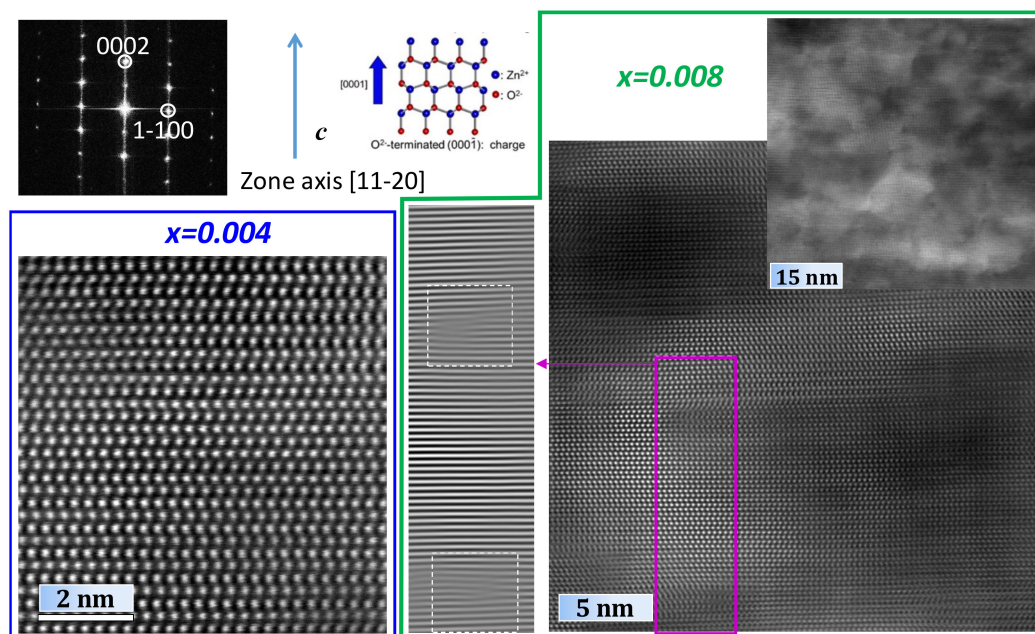 0002
1-100
c
Zone axis [11-20]
[0001]
: Zn²⁺
: O²⁻
O²⁻-terminated (0001̄): charge
x=0.008
15 nm
x=0.004
2 nm
5 nm